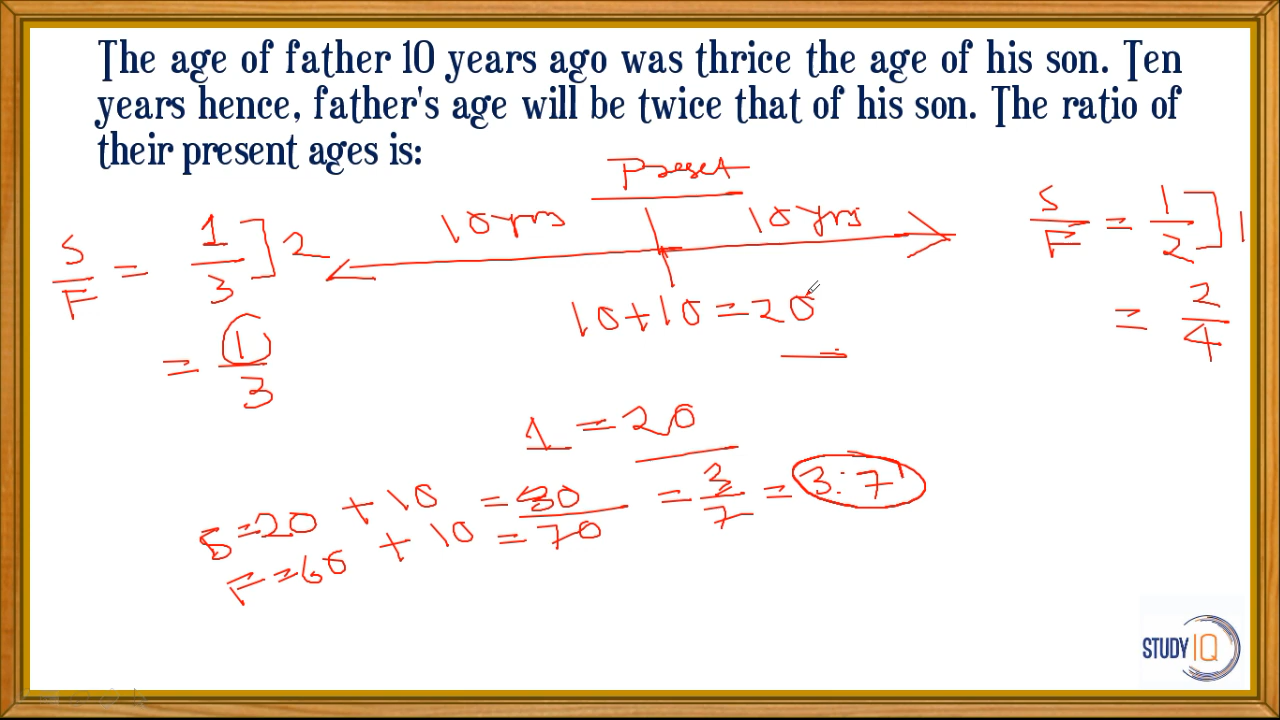 The age of father 10 years ago was thrice the age of his son. Ten
years hence, father's age will be twice that of his son. The ratio of
their present ages is:
Preset
10 yrs 10 yrs
S/F = 1/3 ] 2
S/F = 1/2 ] 1
10+10=20
= 1/3
= 2/4
1 = 20
S=20 + 10 = 30 = 3/7 = 3:7
F=60 + 10 = 70
STUDY IQ